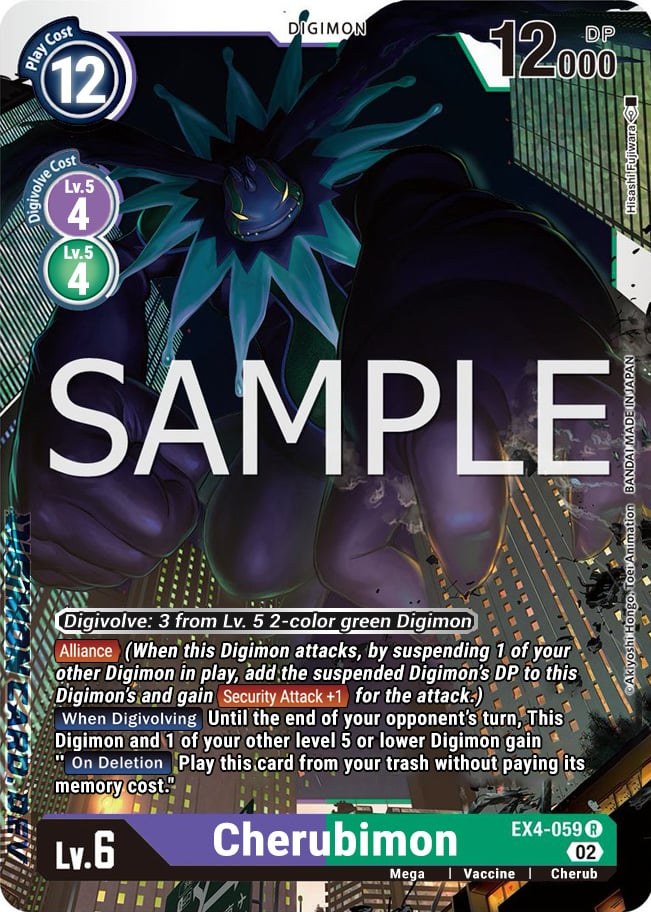 DIGIMON
Play Cost
12
DP
12000
Digivolve Cost
Lv.5
4
Lv.5
4
Hisashi Fujiwara
SAMPLE
©Akiyoshi Hongo, Toei Animation BANDAI MADE IN JAPAN
DIGIMON CARD DEV
Digivolve: 3 from Lv. 5 2-color green Digimon
Alliance (When this Digimon attacks, by suspending 1 of your
other Digimon in play, add the suspended Digimon's DP to this
Digimon's and gain Security Attack +1 for the attack.)
When Digivolving Until the end of your opponent's turn, This
Digimon and 1 of your other level 5 or lower Digimon gain
" On Deletion Play this card from your trash without paying its
memory cost."
Lv.6
Cherubimon
EX4-059 R
02
Mega | Vaccine | Cherub